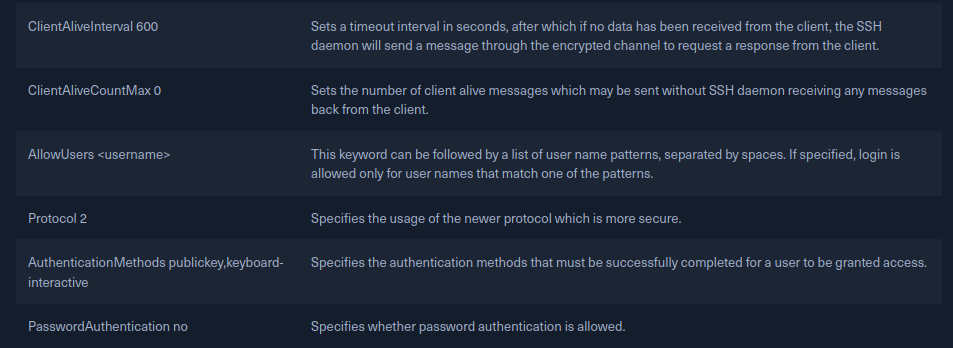 ClientAliveInterval 600
Sets a timeout interval in seconds, after which if no data has been received from the client, the SSH
daemon will send a message through the encrypted channel to request a response from the client.
ClientAliveCountMax 0
Sets the number of client alive messages which may be sent without SSH daemon receiving any messages
back from the client.
AllowUsers <username>
This keyword can be followed by a list of user name patterns, separated by spaces. If specified, login is
allowed only for user names that match one of the patterns.
Protocol 2
Specifies the usage of the newer protocol which is more secure.
AuthenticationMethods publickey,keyboard-
interactive
Specifies the authentication methods that must be successfully completed for a user to be granted access.
PasswordAuthentication no
Specifies whether password authentication is allowed.